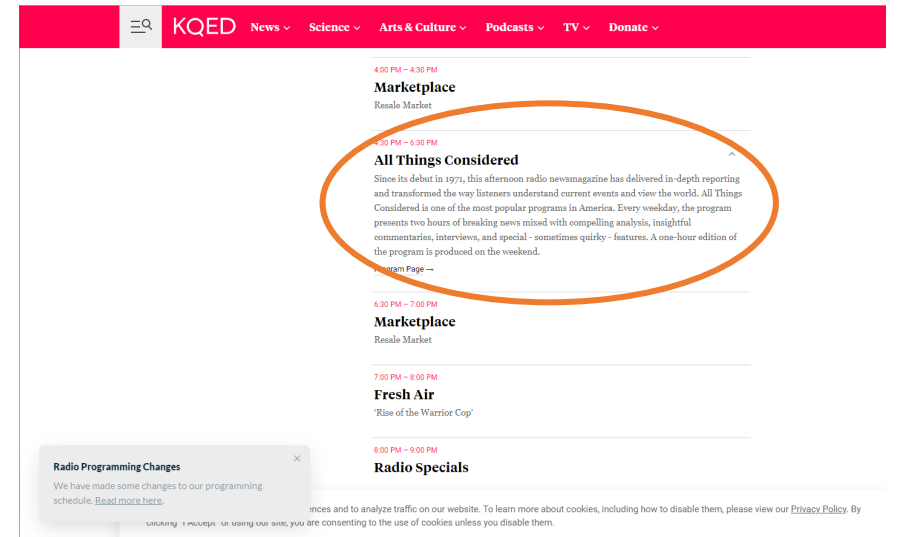 KQED News Science Arts & Culture Podcasts TV Donate
4:00 PM – 4:30 PM
Marketplace
Resale Market
4:30 PM – 6:30 PM
All Things Considered
Since its debut in 1971, this afternoon radio newsmagazine has delivered in-depth reporting
and transformed the way listeners understand current events and view the world. All Things
Considered is one of the most popular programs in America. Every weekday, the program
presents two hours of breaking news mixed with compelling analysis, insightful
commentaries, interviews, and special - sometimes quirky - features. A one-hour edition of
the program is produced on the weekend.
Program Page →
6:30 PM – 7:00 PM
Marketplace
Resale Market
7:00 PM – 8:00 PM
Fresh Air
'Rise of the Warrior Cop'
8:00 PM – 9:00 PM
Radio Specials
Radio Programming Changes
We have made some changes to our programming
schedule. Read more here.
ences and to analyze traffic on our website. To learn more about cookies, including how to disable them, please view our Privacy Policy. By
clicking "I Accept" or using our site, you are consenting to the use of cookies unless you disable them.